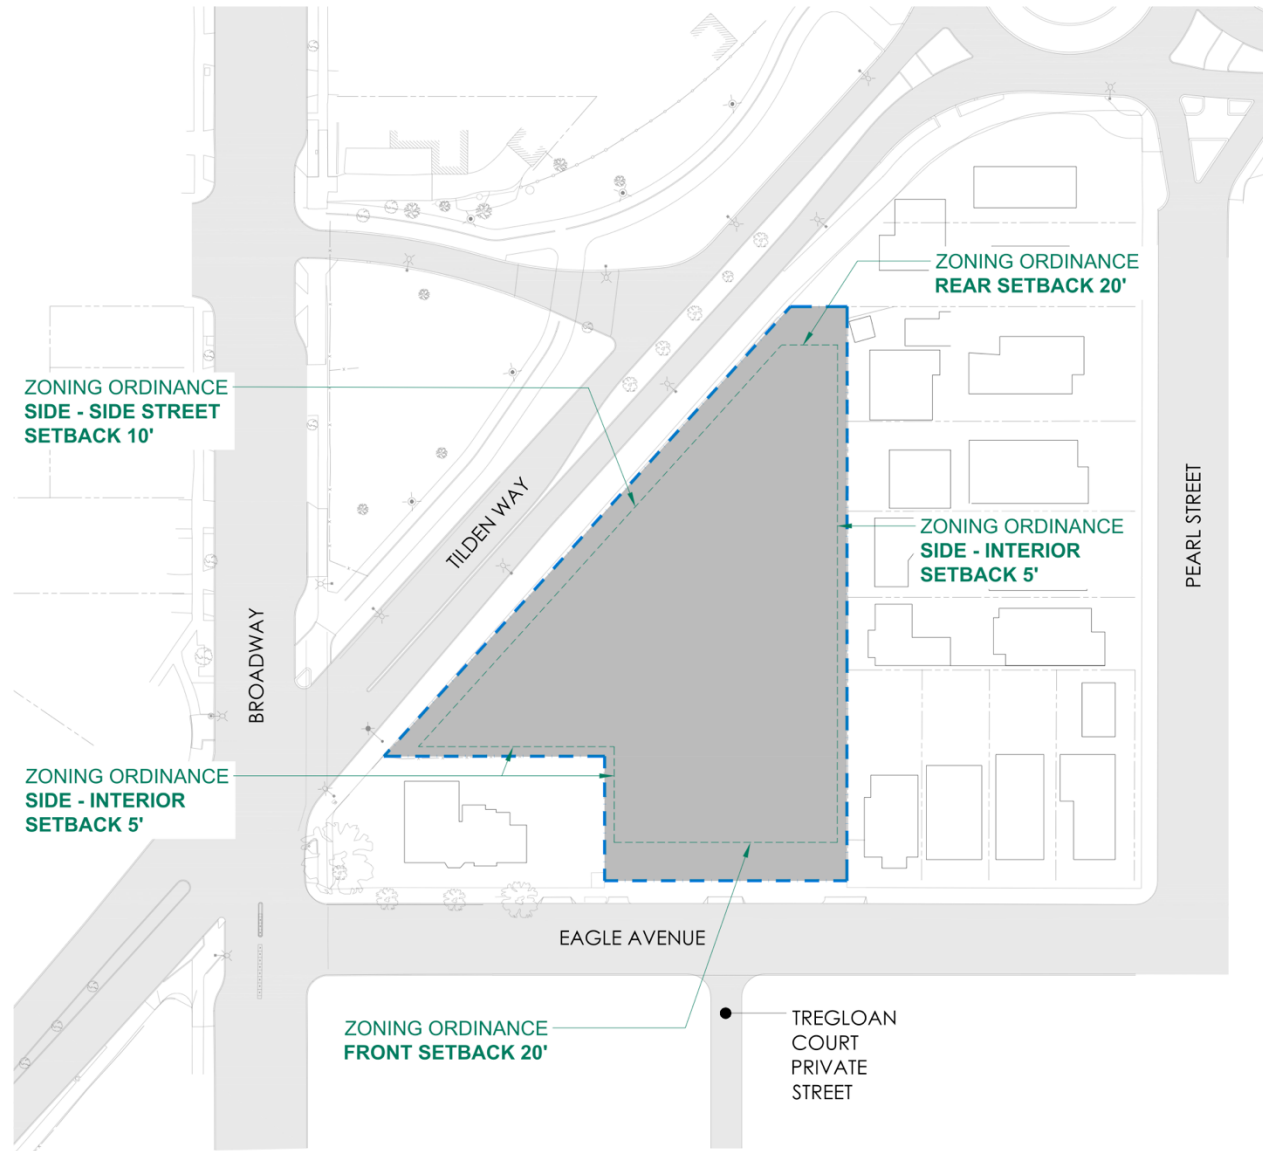 ZONING ORDINANCE
REAR SETBACK 20'
ZONING ORDINANCE
SIDE - SIDE STREET
SETBACK 10'
TILDEN WAY
ZONING ORDINANCE
SIDE - INTERIOR
SETBACK 5'
PEARL STREET
BROADWAY
ZONING ORDINANCE
SIDE - INTERIOR
SETBACK 5'
EAGLE AVENUE
ZONING ORDINANCE
FRONT SETBACK 20'
TREGLOAN
COURT
PRIVATE
STREET